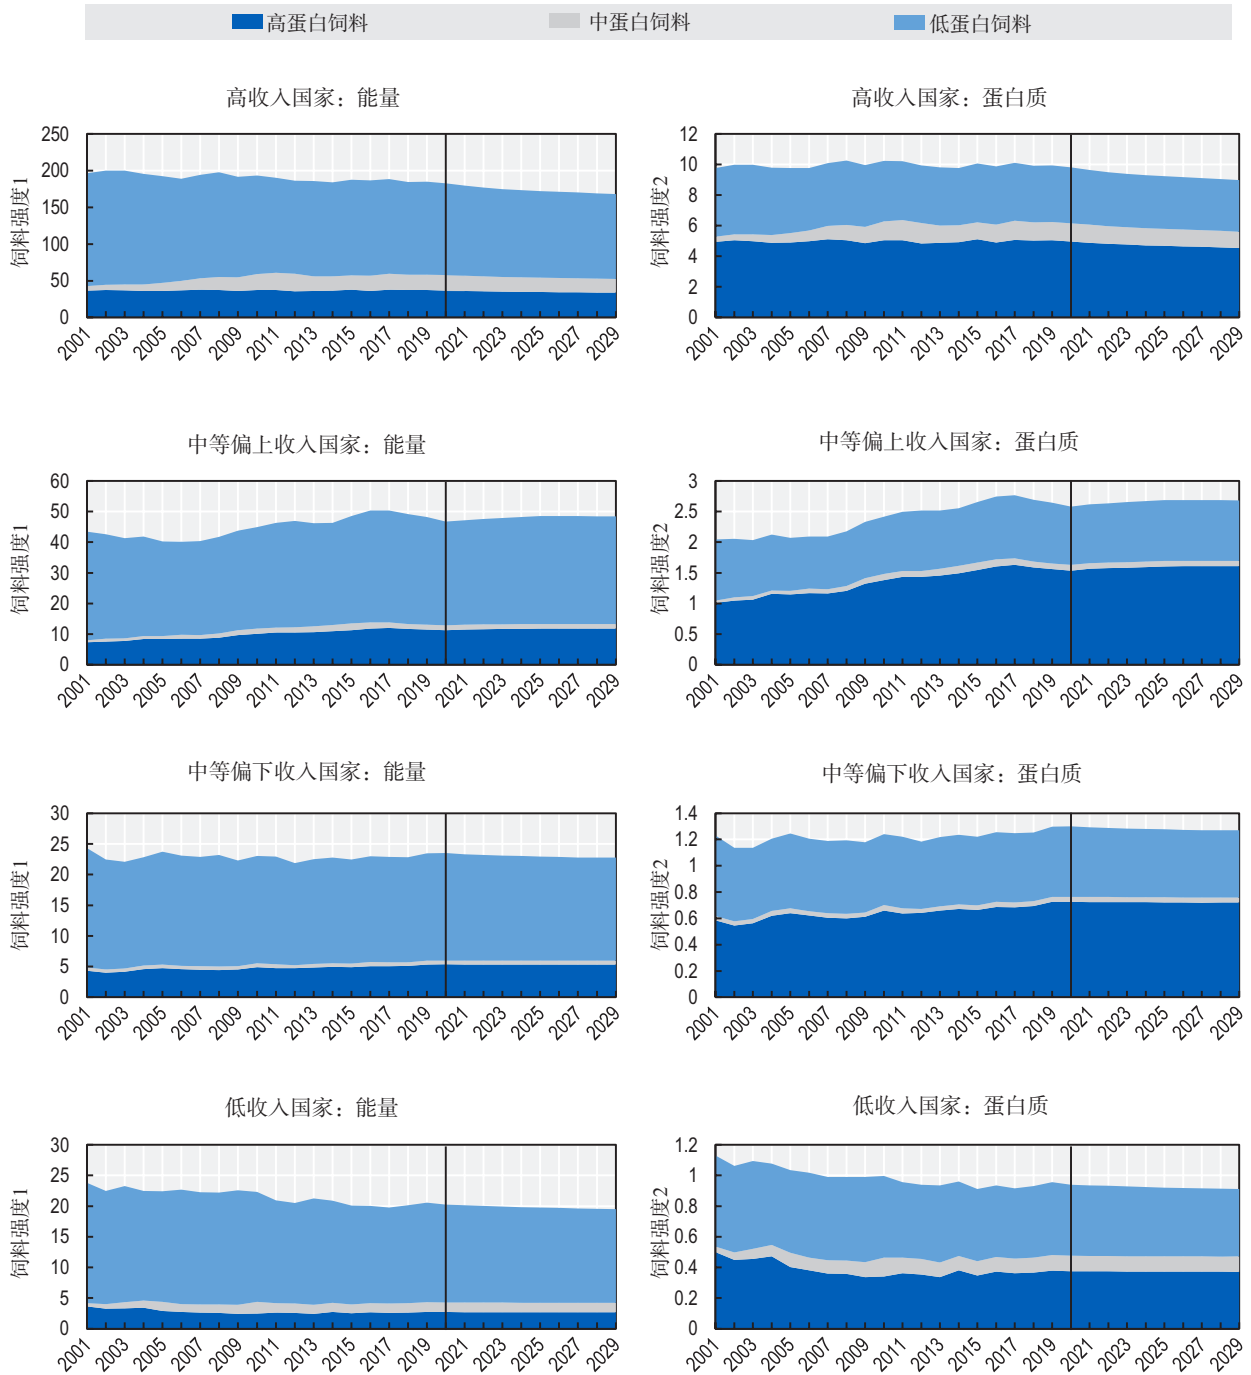 高蛋白饲料 中蛋白饲料 低蛋白饲料
高收入国家：能量
饲料强度1
250
200
150
100
50
0
2001 2003 2005 2007 2009 2011 2013 2015 2017 2019 2021 2023 2025 2027 2029
高收入国家：蛋白质
饲料强度2
12
10
8
6
4
2
0
2001 2003 2005 2007 2009 2011 2013 2015 2017 2019 2021 2023 2025 2027 2029
中等偏上收入国家：能量
饲料强度1
60
50
40
30
20
10
0
2001 2003 2005 2007 2009 2011 2013 2015 2017 2019 2021 2023 2025 2027 2029
中等偏上收入国家：蛋白质
饲料强度2
3
2.5
2
1.5
1
0.5
0
2001 2003 2005 2007 2009 2011 2013 2015 2017 2019 2021 2023 2025 2027 2029
中等偏下收入国家：能量
饲料强度1
30
25
20
15
10
5
0
2001 2003 2005 2007 2009 2011 2013 2015 2017 2019 2021 2023 2025 2027 2029
中等偏下收入国家：蛋白质
饲料强度2
1.4
1.2
1
0.8
0.6
0.4
0.2
0
2001 2003 2005 2007 2009 2011 2013 2015 2017 2019 2021 2023 2025 2027 2029
低收入国家：能量
饲料强度1
30
25
20
15
10
5
0
2001 2003 2005 2007 2009 2011 2013 2015 2017 2019 2021 2023 2025 2027 2029
低收入国家：蛋白质
饲料强度2
1.2
1
0.8
0.6
0.4
0.2
0
2001 2003 2005 2007 2009 2011 2013 2015 2017 2019 2021 2023 2025 2027 2029